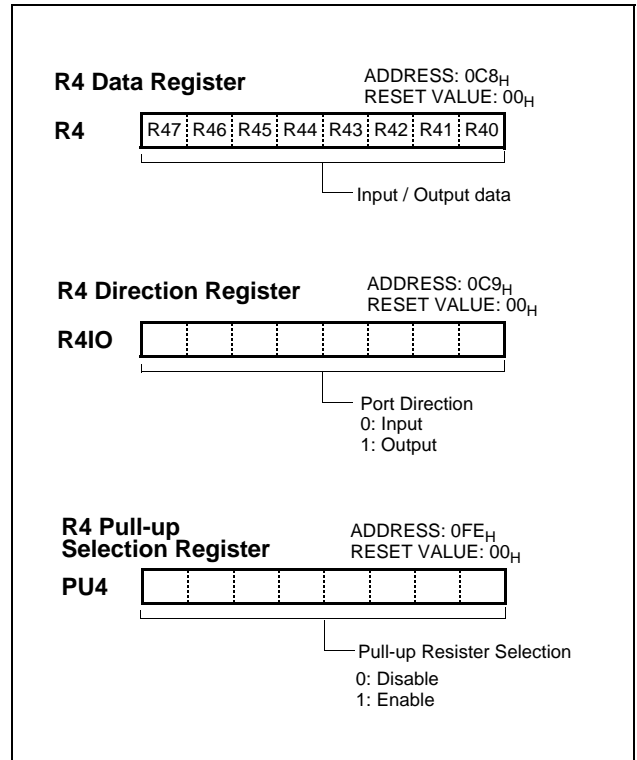 R4 Data Register
ADDRESS: 0C8H
RESET VALUE: 00H
R4
R47 R46 R45 R44 R43 R42 R41 R40
Input / Output data
R4 Direction Register
ADDRESS: 0C9H
RESET VALUE: 00H
R4IO
Port Direction
0: Input
1: Output
R4 Pull-up
Selection Register
ADDRESS: 0FEH
RESET VALUE: 00H
PU4
Pull-up Resister Selection
0: Disable
1: Enable